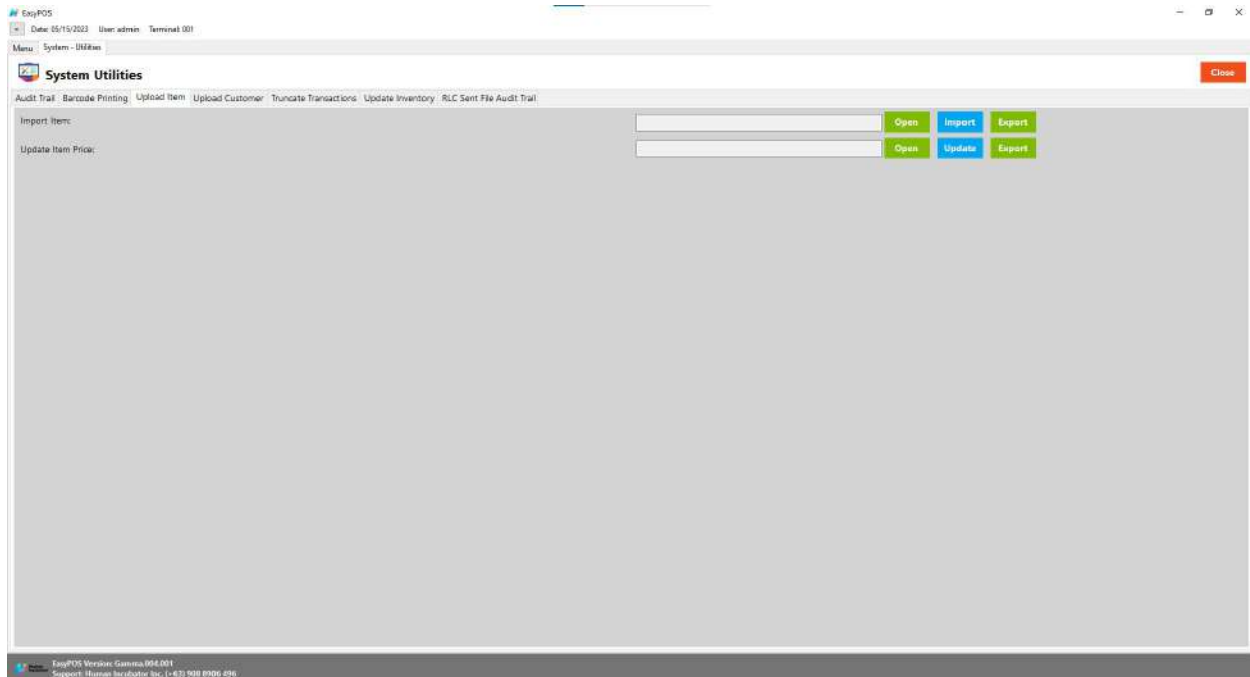 EasyPOS
Date: 05/15/2023 User: admin Terminal: 001
Menu System - Utilities
System Utilities
Close
Audit Trail Barcode Printing Upload Item Upload Customer Truncate Transactions Update Inventory RLC Sent File Audit Trail
Import Item: Open Import Export
Update Item Price: Open Update Export
EasyPOS Version: Gamma.004.001
Support: Human Incubator Inc. (+63) 908 8906 496